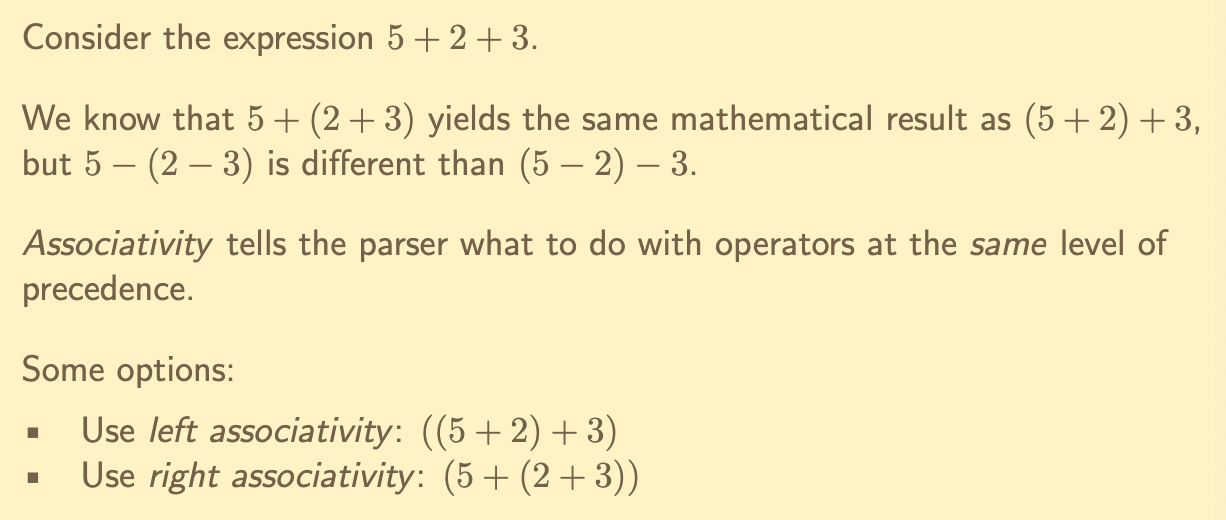 Consider the expression 5 + 2 + 3.
We know that 5 + (2 + 3) yields the same mathematical result as (5 + 2) + 3,
but 5 − (2 − 3) is different than (5 − 2) − 3.
Associativity tells the parser what to do with operators at the same level of
precedence.
Some options:
▪ Use left associativity: ((5 + 2) + 3)
▪ Use right associativity: (5 + (2 + 3))